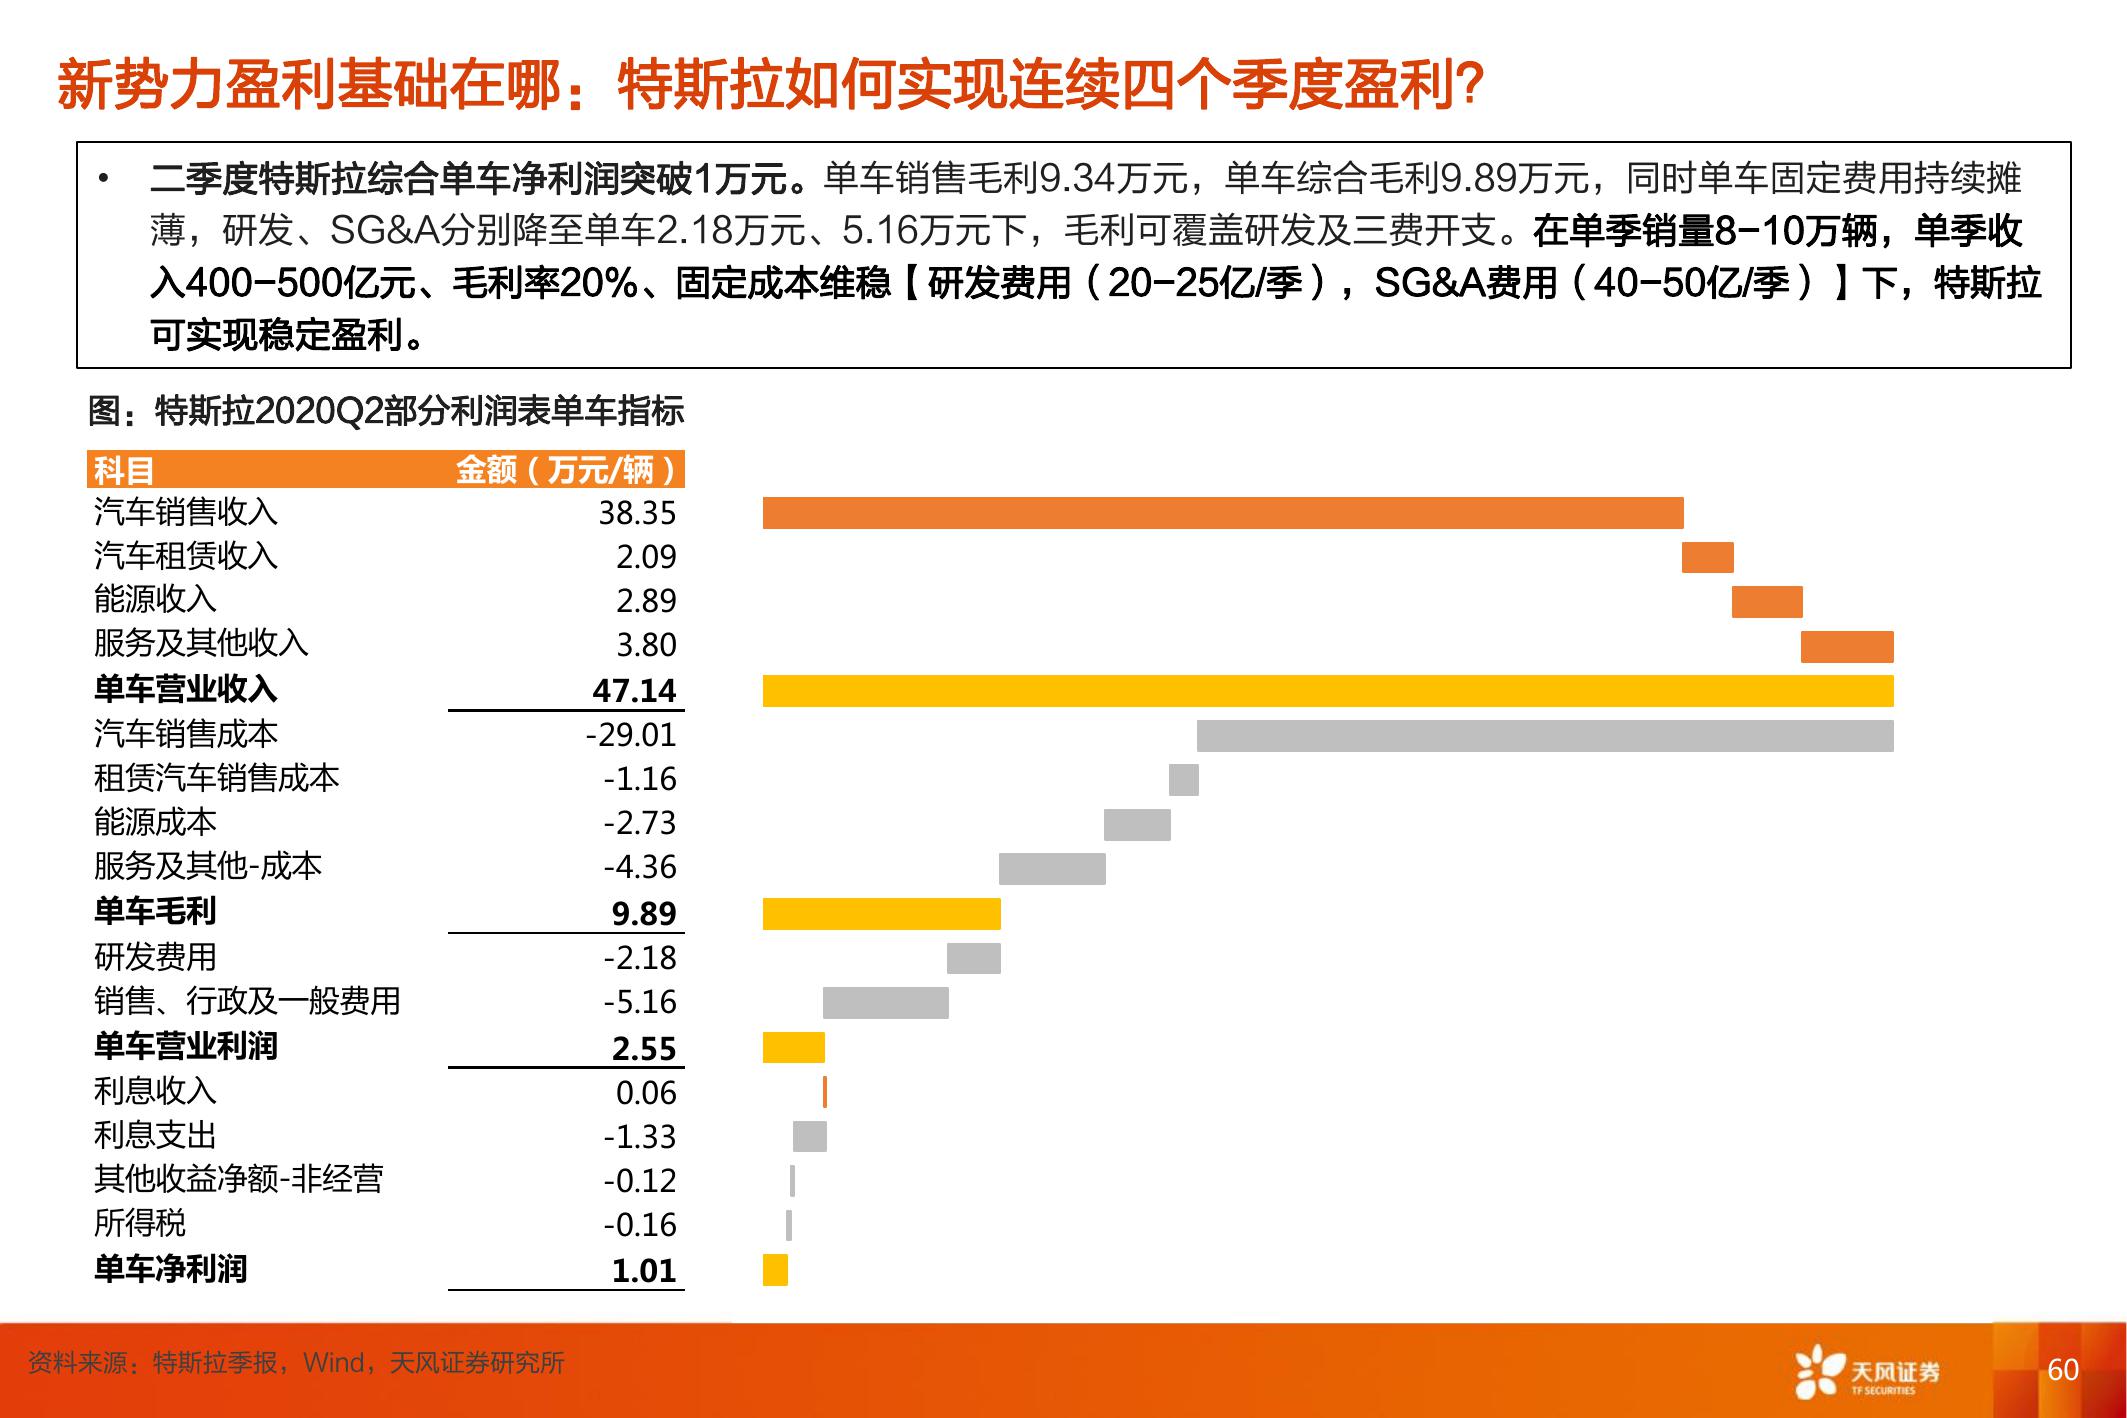 新势力盈利基础在哪：特斯拉如何实现连续四个季度盈利？
• 二季度特斯拉综合单车净利润突破1万元。单车销售毛利9.34万元，单车综合毛利9.89万元，同时单车固定费用持续摊
薄，研发、SG&A分别降至单车2.18万元、5.16万元下，毛利可覆盖研发及三费开支。在单季销量8-10万辆，单季收
入400-500亿元、毛利率20%、固定成本维稳【研发费用（20-25亿/季），SG&A费用（40-50亿/季）】下，特斯拉
可实现稳定盈利。
图：特斯拉2020Q2部分利润表单车指标
科目 金额（万元/辆）
汽车销售收入 38.35
汽车租赁收入 2.09
能源收入 2.89
服务及其他收入 3.80
单车营业收入 47.14
汽车销售成本 -29.01
租赁汽车销售成本 -1.16
能源成本 -2.73
服务及其他-成本 -4.36
单车毛利 9.89
研发费用 -2.18
销售、行政及一般费用 -5.16
单车营业利润 2.55
利息收入 0.06
利息支出 -1.33
其他收益净额-非经营 -0.12
所得税 -0.16
单车净利润 1.01
资料来源：特斯拉季报，Wind，天风证券研究所
天风证券
TF SECURITIES
60